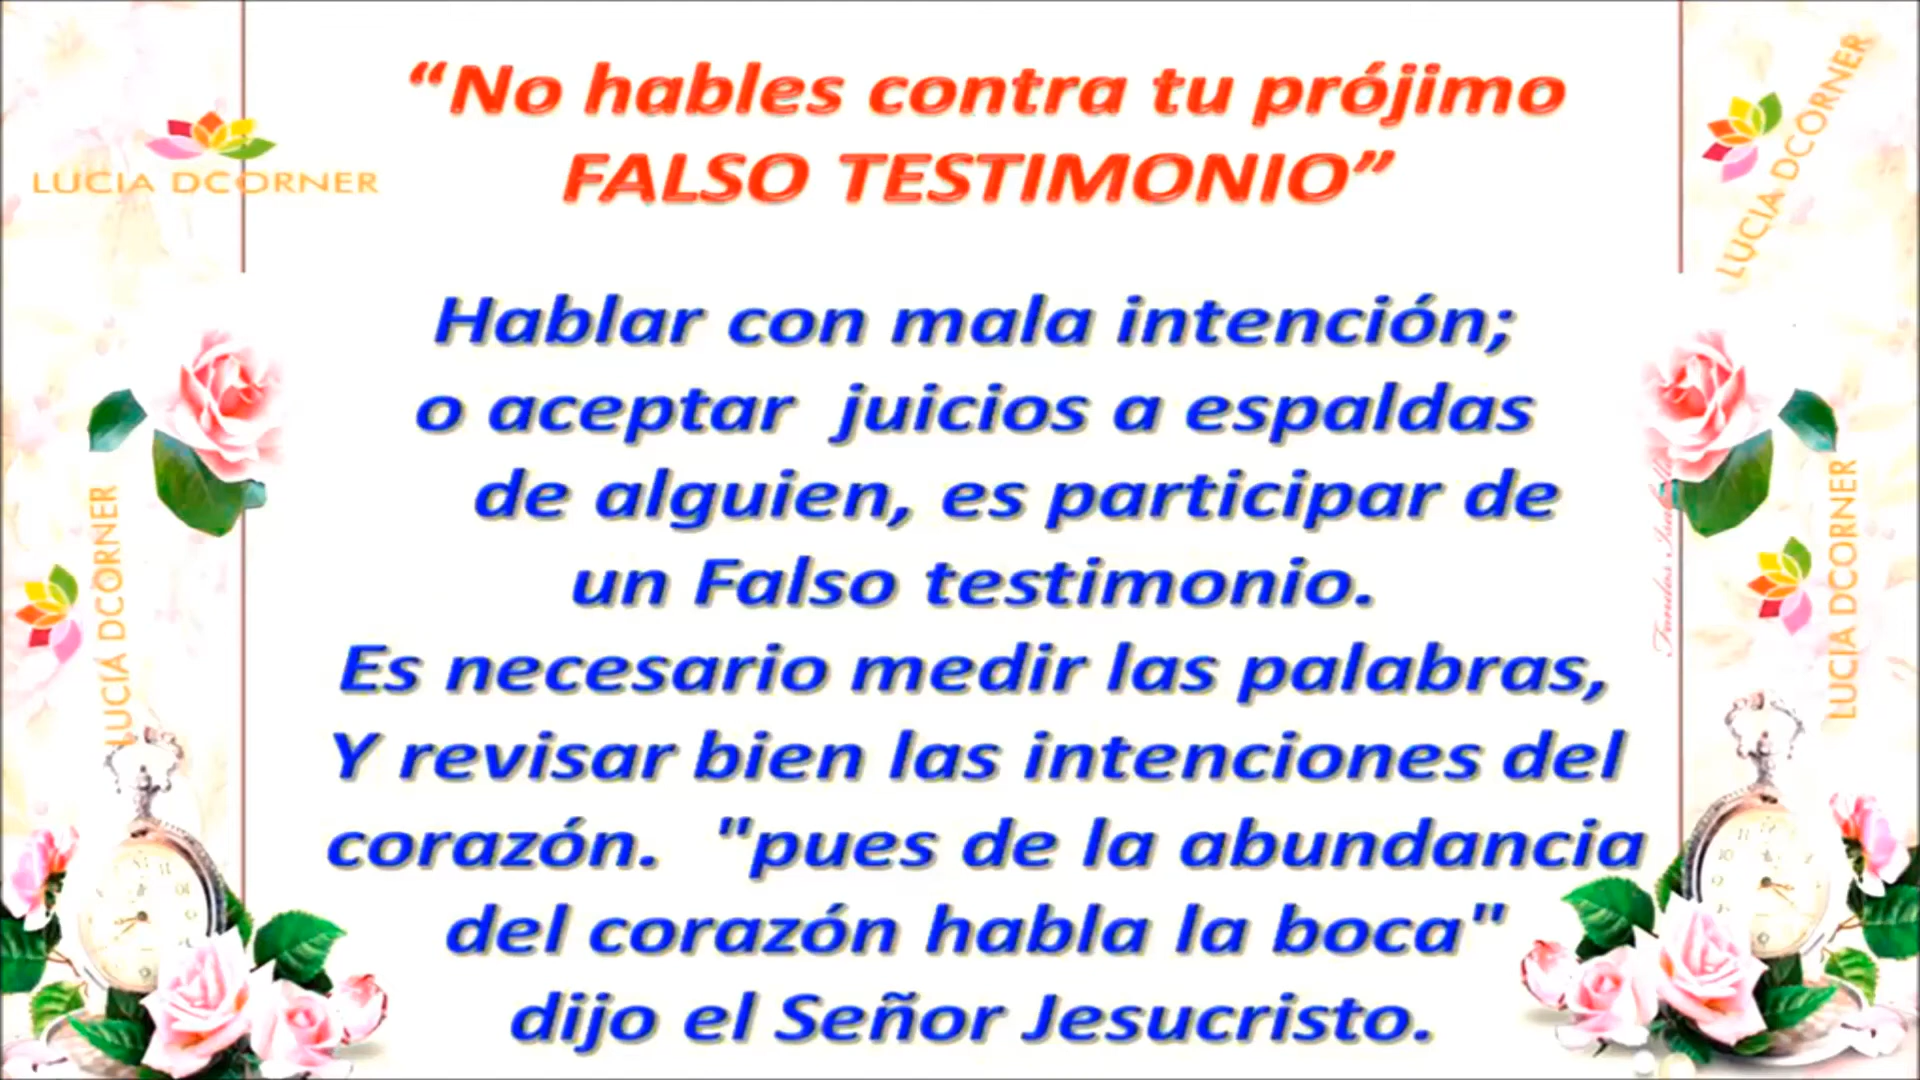 “No hables contra tu prójimo
FALSO TESTIMONIO”
LUCIA DCORNER
LUCIA DCORNER
Hablar con mala intención;
o aceptar juicios a espaldas
de alguien, es participar de
un Falso testimonio.
Es necesario medir las palabras,
Y revisar bien las intenciones del
corazón. "pues de la abundancia
del corazón habla la boca"
dijo el Señor Jesucristo.
LUCIA DCORNER
LUCIA DCORNER